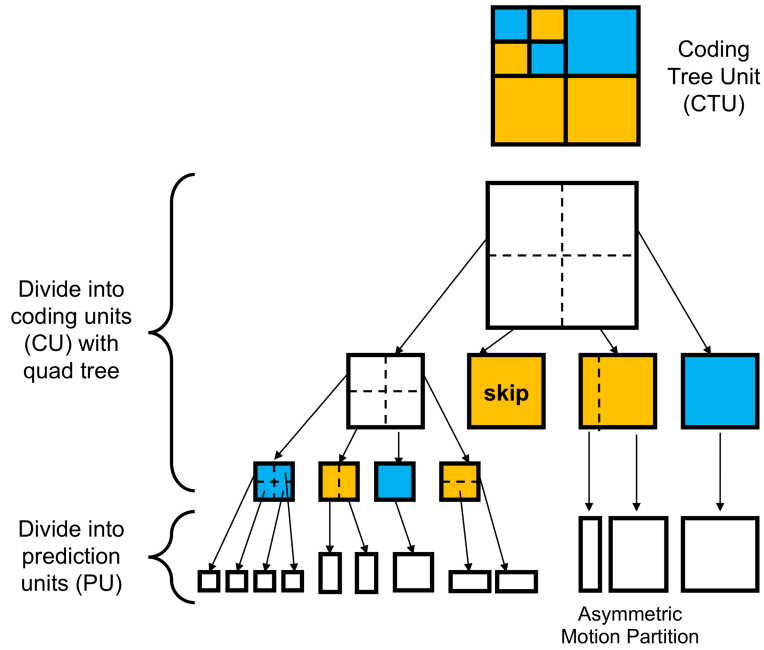 Coding
Tree Unit
(CTU)
Divide into
coding units
(CU) with
quad tree
skip
Divide into
prediction
units (PU)
Asymmetric
Motion Partition